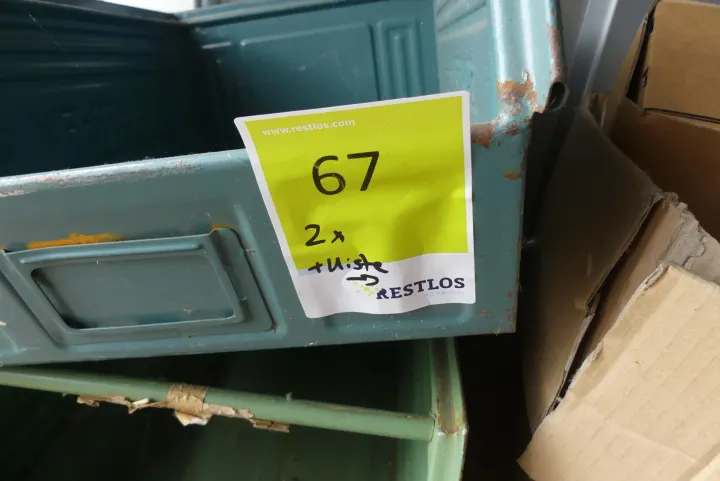 www.restlos.com
67
2x
+ Kiste
→
RESTLOS